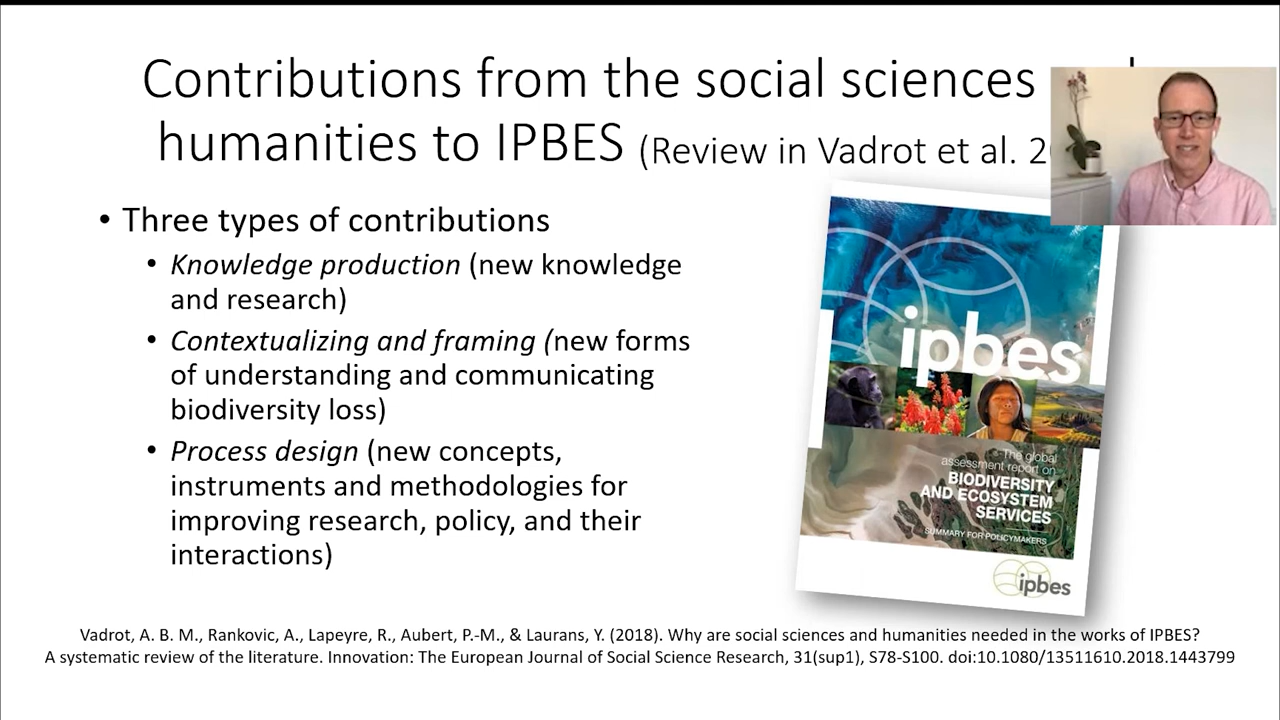 Contributions from the social sciences
humanities to IPBES (Review in Vadrot et al.
• Three types of contributions
• Knowledge production (new knowledge
and research)
• Contextualizing and framing (new forms
of understanding and communicating
biodiversity loss)
• Process design (new concepts,
instruments and methodologies for
improving research, policy, and their
interactions)
ipbes
The global
assessment report on
BIODIVERSITY
AND ECOSYSTEM
SERVICES
SUMMARY FOR POLICYMAKERS
ipbes
Vadrot, A. B. M., Rankovic, A., Lapeyre, R., Aubert, P.-M., & Laurans, Y. (2018). Why are social sciences and humanities needed in the works of IPBES?
A systematic review of the literature. Innovation: The European Journal of Social Science Research, 31(sup1), S78-S100. doi:10.1080/13511610.2018.1443799